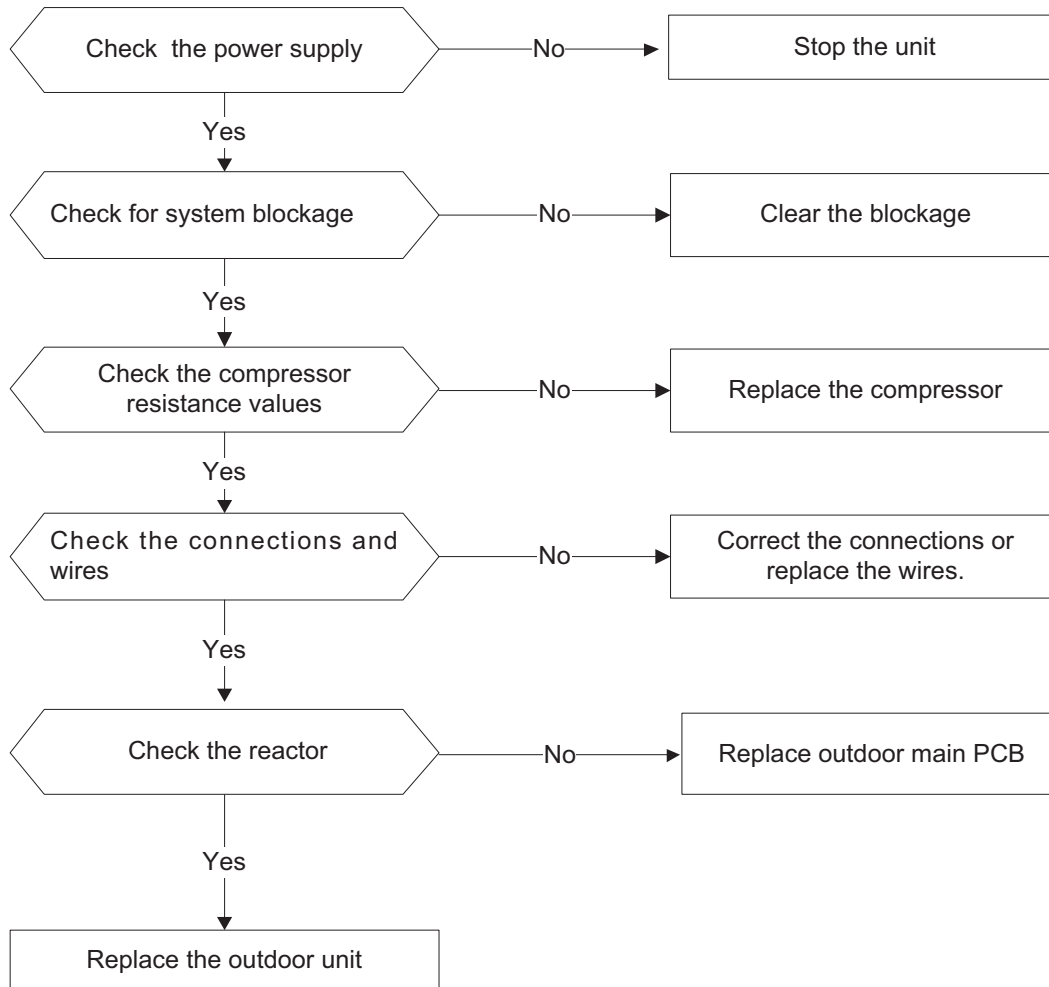 Check the power supply
No
Stop the unit
Yes
Check for system blockage
No
Clear the blockage
Yes
Check the compressor
resistance values
No
Replace the compressor
Yes
Check the connections and
wires
No
Correct the connections or
replace the wires.
Yes
Check the reactor
No
Replace outdoor main PCB
Yes
Replace the outdoor unit